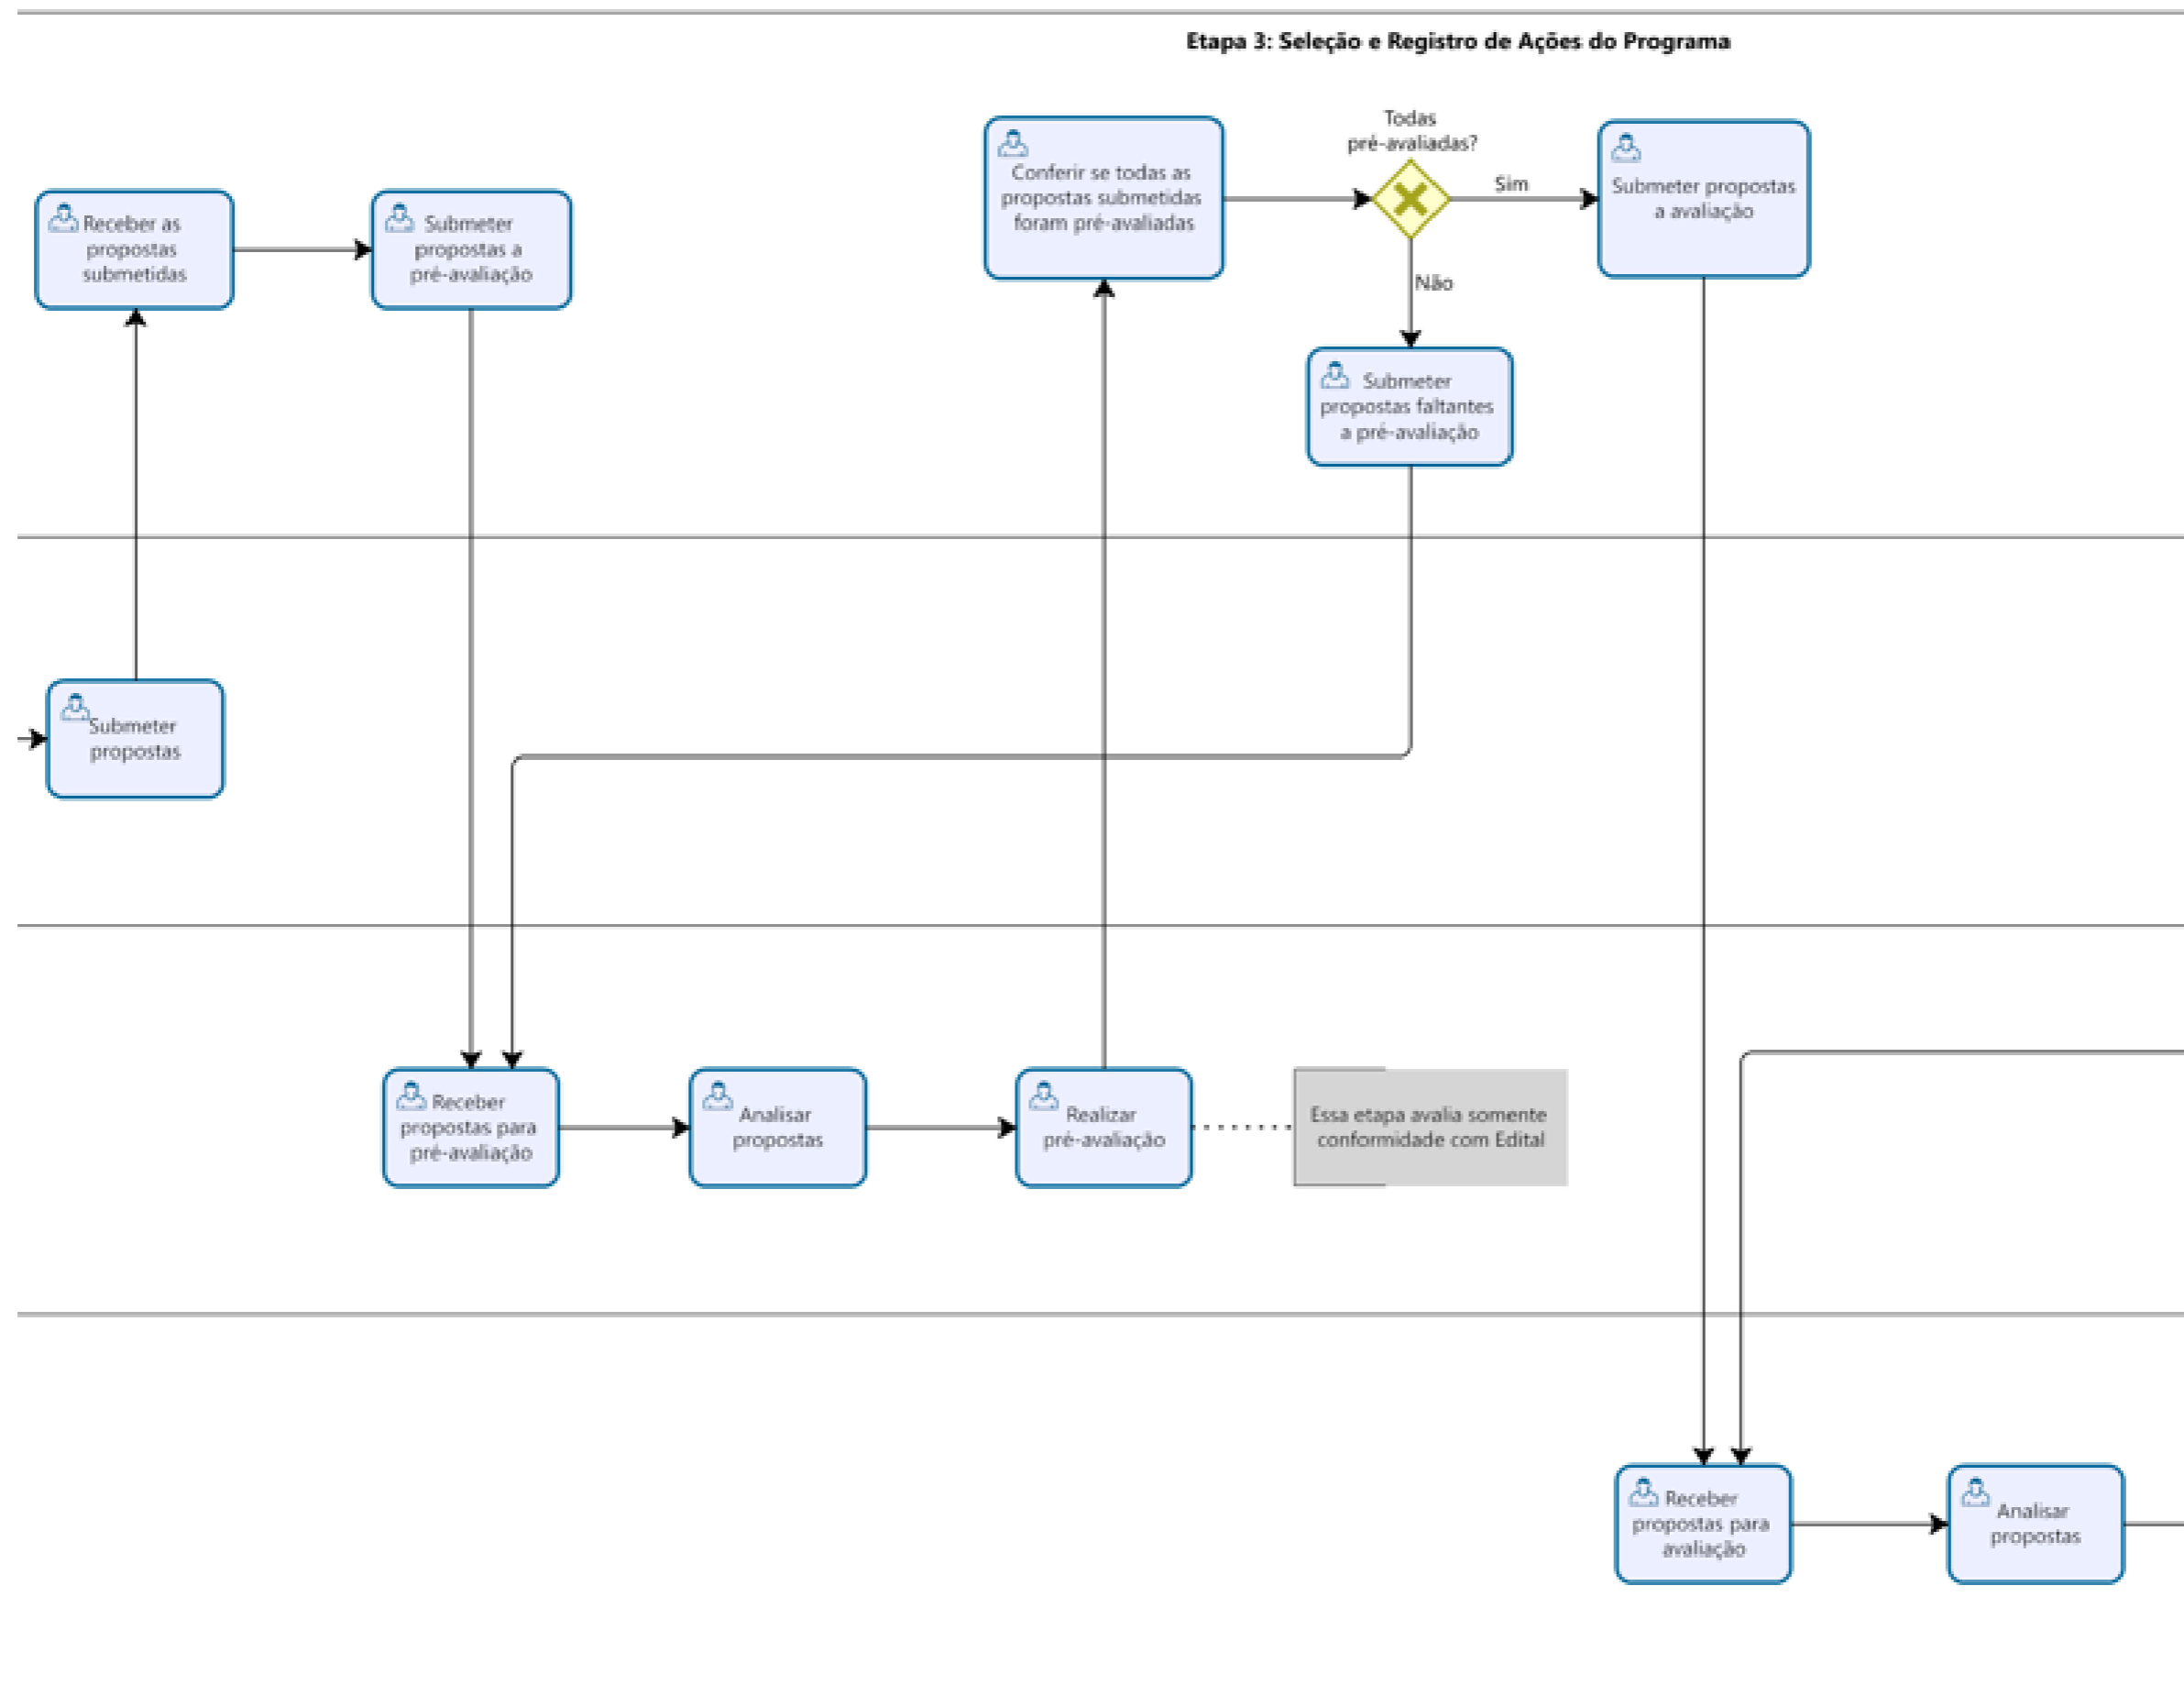 Etapa 3: Seleção e Registro de Ações do Programa
Receber as
propostas
submetidas
Submeter
propostas a
pré-avaliação
Conferir se todas as
propostas submetidas
foram pré-avaliadas
Todas
pré-avaliadas?
Sim
Submeter propostas
a avaliação
Não
Submeter
propostas faltantes
a pré-avaliação
Submeter
propostas
Receber
propostas para
pré-avaliação
Analisar
propostas
Realizar
pré-avaliação
Essa etapa avalia somente
conformidade com Edital
Receber
propostas para
avaliação
Analisar
propostas